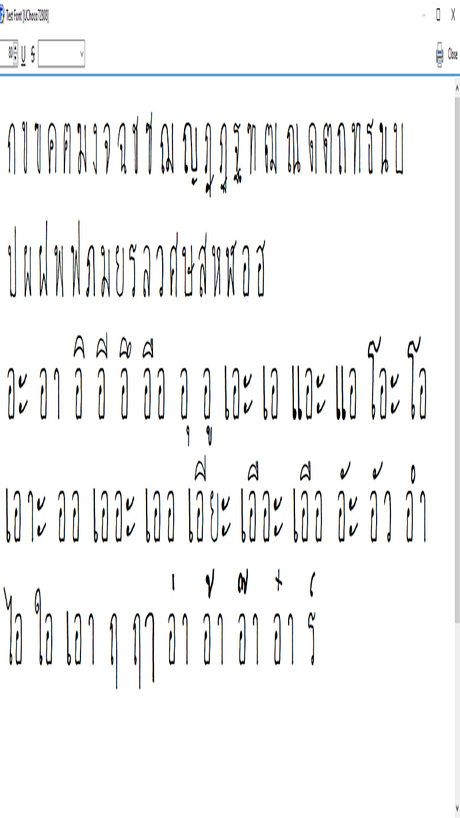 Test Font
80 U S Close
กขฃคฅฆงจฉชซฌญฎฏฐฑฒณดตถทธนบ
ปผฝพฟภมยรลวศษสหฬอฮ
อะ อา อิ อี อึ อือ อุ อู เอะ เอ แอะ แอ โอะ โอ
เอาะ ออ เออะ เออ เอียะ เอือะ เอือ อัะ อัว อำ
ไอ ใอ เอา ฤ ฤๅ อ่า อ้า อ๊า อ๋า ร์